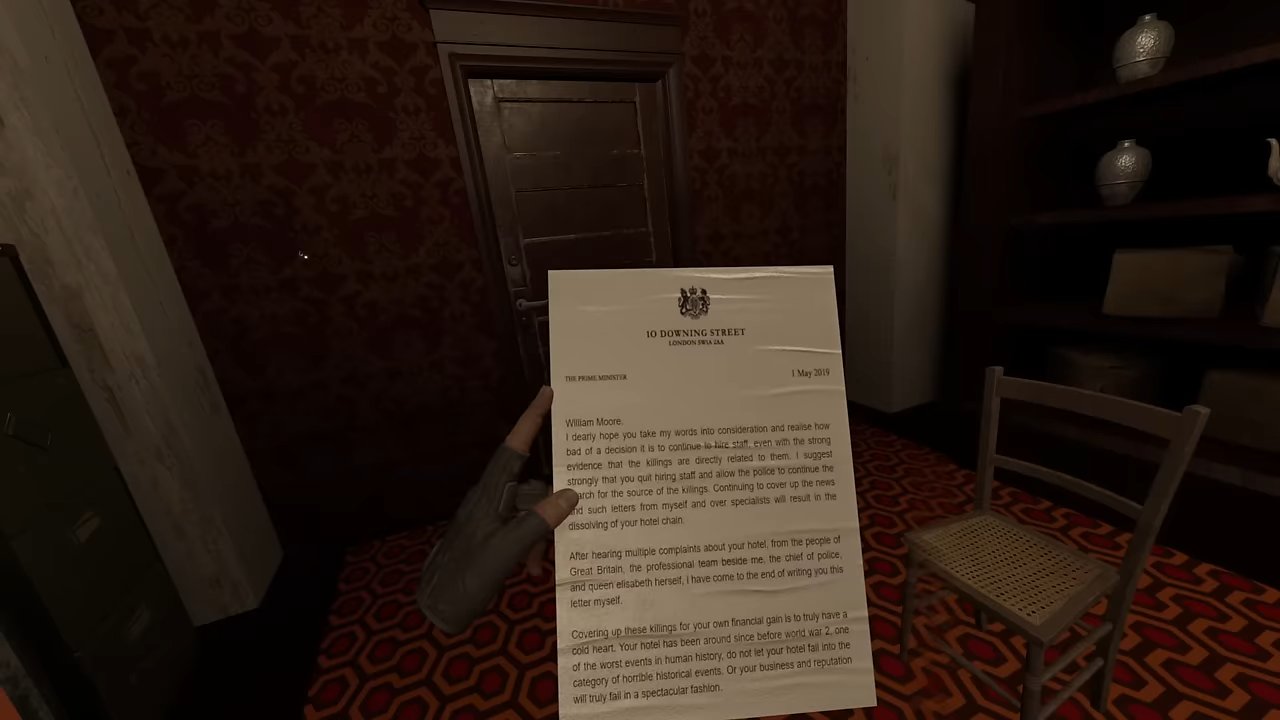 10 DOWNING STREET
LONDON SW1A 2AA
THE PRIME MINISTER
1 May 2019
William Moore.
I dearly hope you take my words into consideration and realise how
bad of a decision it is to continue to hire staff, even with the strong
evidence that the killings are directly related to them. I suggest
strongly that you quit hiring staff and allow the police to continue the
arch for the source of the killings. Continuing to cover up the news
nd such letters from myself and over specialists will result in the
dissolving of your hotel chain.
After hearing multiple complaints about your hotel, from the people of
Great Britain, the professional team beside me, the chief of police,
and queen elisabeth herself, I have come to the end of writing you this
letter myself.
Covering up these killings for your own financial gain is to truly have a
cold heart. Your hotel has been around since before world war 2, one
of the worst events in human history, do not let your hotel fall into the
category of horrible historical events. Or your business and reputation
will truly fall in a spectacular fashion.